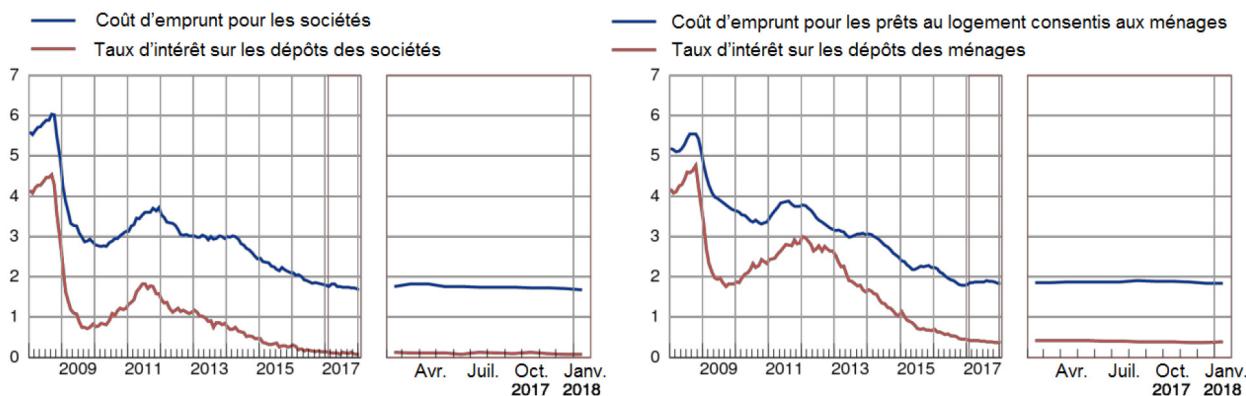 Coût d’emprunt pour les sociétés
Taux d’intérêt sur les dépôts des sociétés
7
6
5
4
3
2
1
0
2009 2011 2013 2015 2017
Avr. Juil. Oct. Janv.
2017 2018
Coût d’emprunt pour les prêts au logement consentis aux ménages
Taux d’intérêt sur les dépôts des ménages
7
6
5
4
3
2
1
0
2009 2011 2013 2015 2017
Avr. Juil. Oct. Janv.
2017 2018